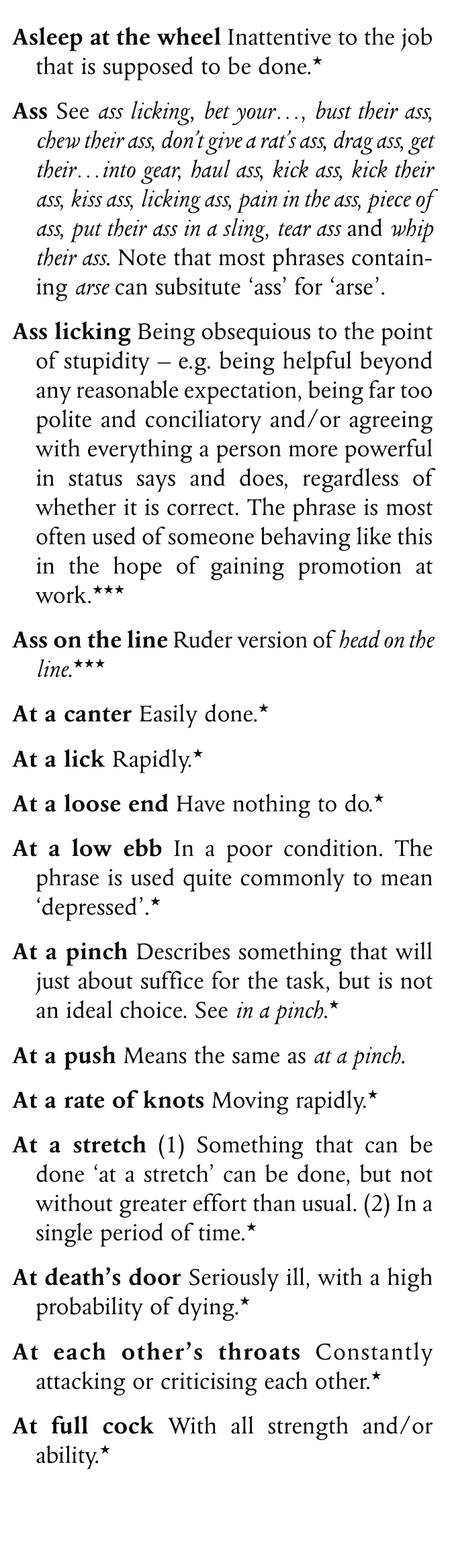 Asleep at the wheel Inattentive to the job
that is supposed to be done.★
Ass See ass licking, bet your…, bust their ass,
chew their ass, don't give a rat's ass, drag ass, get
their…into gear, haul ass, kick ass, kick their
ass, kiss ass, licking ass, pain in the ass, piece of
ass, put their ass in a sling, tear ass and whip
their ass. Note that most phrases contain-
ing arse can subsitute ‘ass’ for ‘arse’.
Ass licking Being obsequious to the point
of stupidity – e.g. being helpful beyond
any reasonable expectation, being far too
polite and conciliatory and/or agreeing
with everything a person more powerful
in status says and does, regardless of
whether it is correct. The phrase is most
often used of someone behaving like this
in the hope of gaining promotion at
work.★★★
Ass on the line Ruder version of head on the
line.★★★
At a canter Easily done.★
At a lick Rapidly.★
At a loose end Have nothing to do.★
At a low ebb In a poor condition. The
phrase is used quite commonly to mean
‘depressed’.★
At a pinch Describes something that will
just about suffice for the task, but is not
an ideal choice. See in a pinch.★
At a push Means the same as at a pinch.
At a rate of knots Moving rapidly.★
At a stretch (1) Something that can be
done ‘at a stretch’ can be done, but not
without greater effort than usual. (2) In a
single period of time.★
At death’s door Seriously ill, with a high
probability of dying.★
At each other’s throats Constantly
attacking or criticising each other.★
At full cock With all strength and/or
ability.★